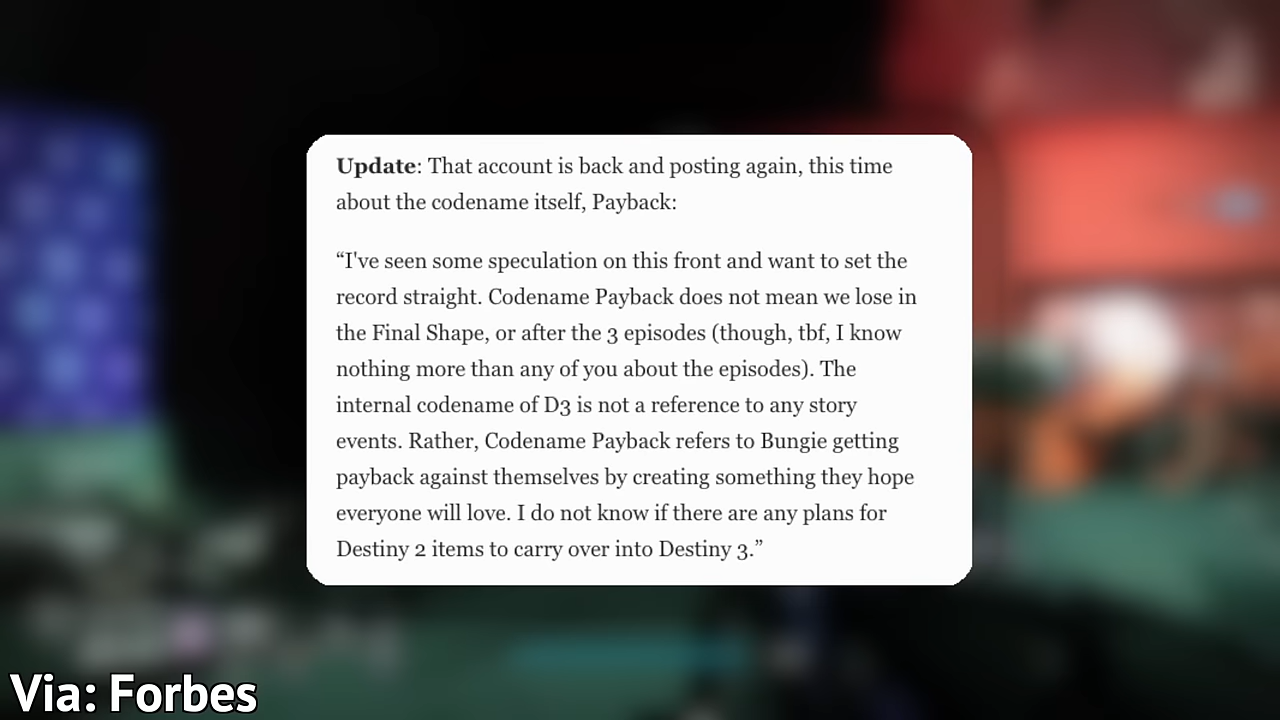 Update: That account is back and posting again, this time
about the codename itself, Payback:
“I've seen some speculation on this front and want to set the
record straight. Codename Payback does not mean we lose in
the Final Shape, or after the 3 episodes (though, tbf, I know
nothing more than any of you about the episodes). The
internal codename of D3 is not a reference to any story
events. Rather, Codename Payback refers to Bungie getting
payback against themselves by creating something they hope
everyone will love. I do not know if there are any plans for
Destiny 2 items to carry over into Destiny 3.”
Via: Forbes